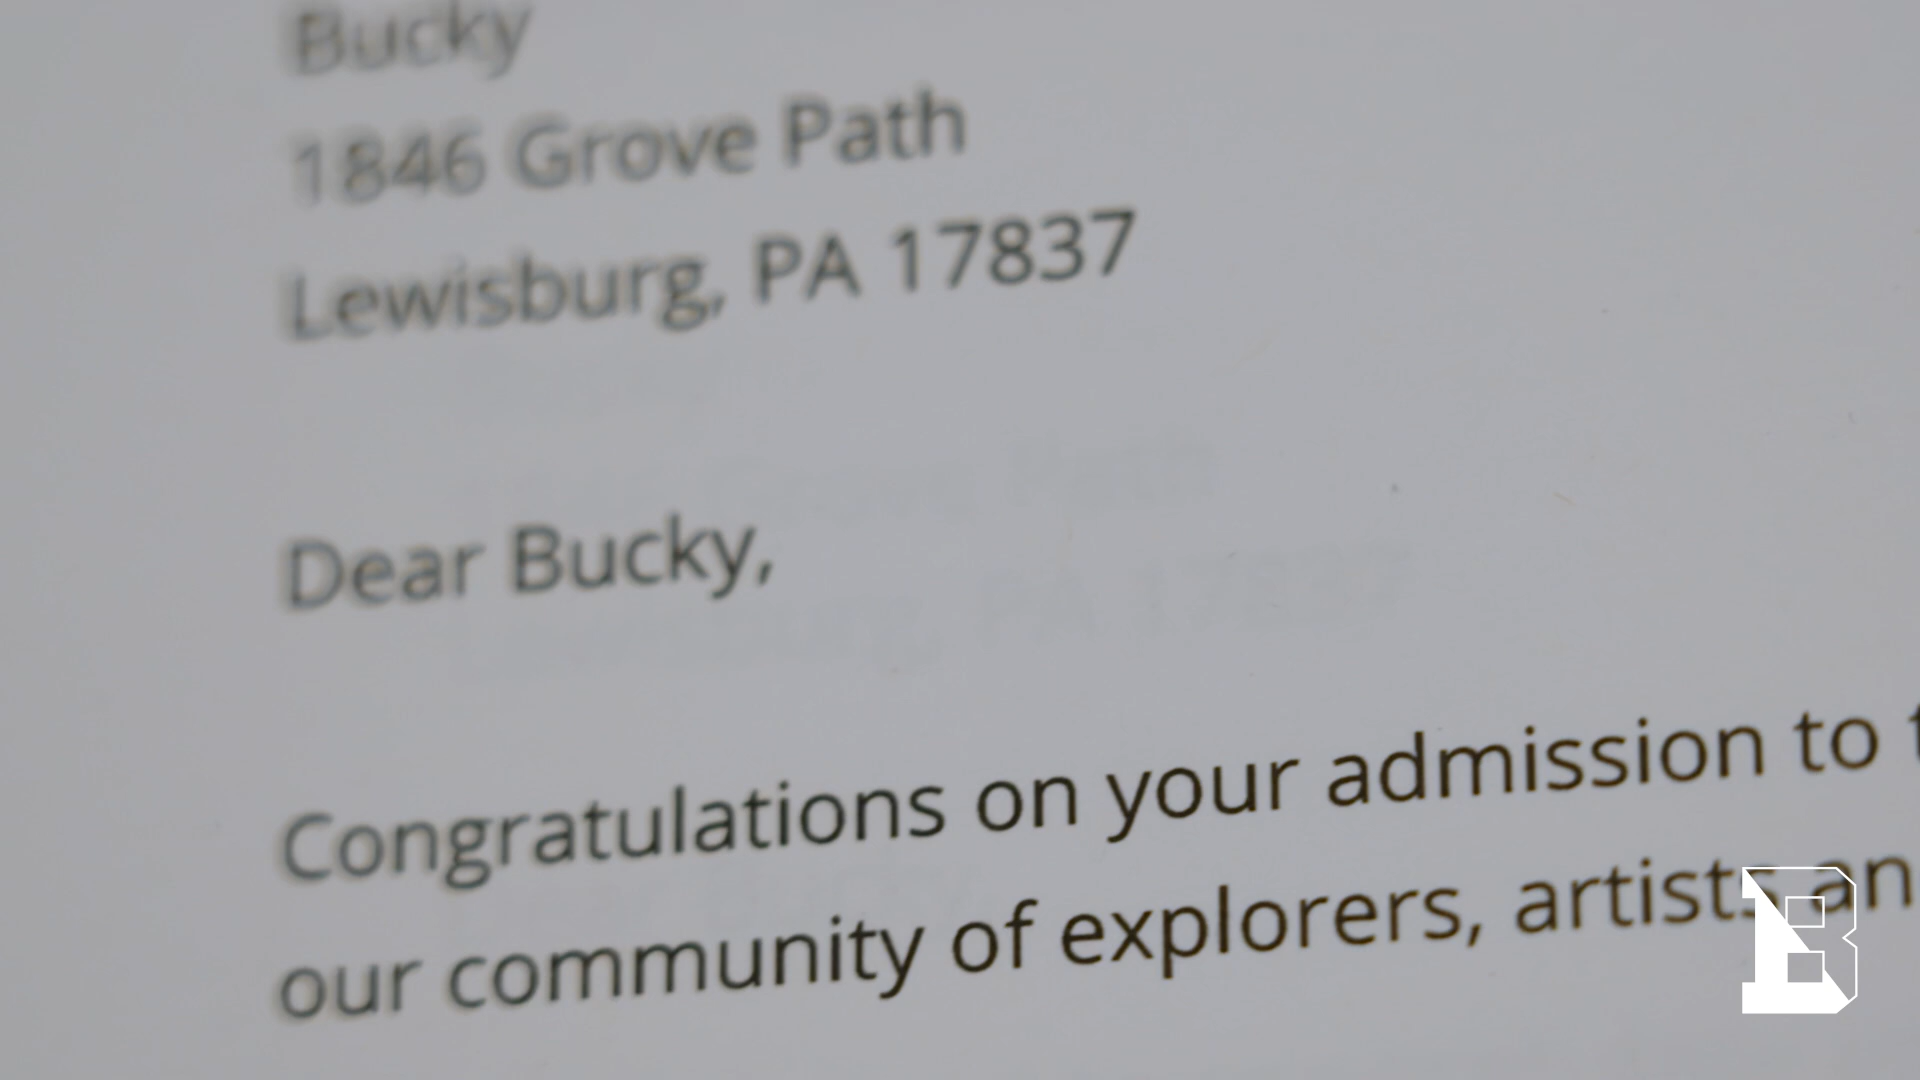 Bucky
1846 Grove Path
Lewisburg, PA 17837
Dear Bucky,
Congratulations on your admission to
our community of explorers, artists an
B